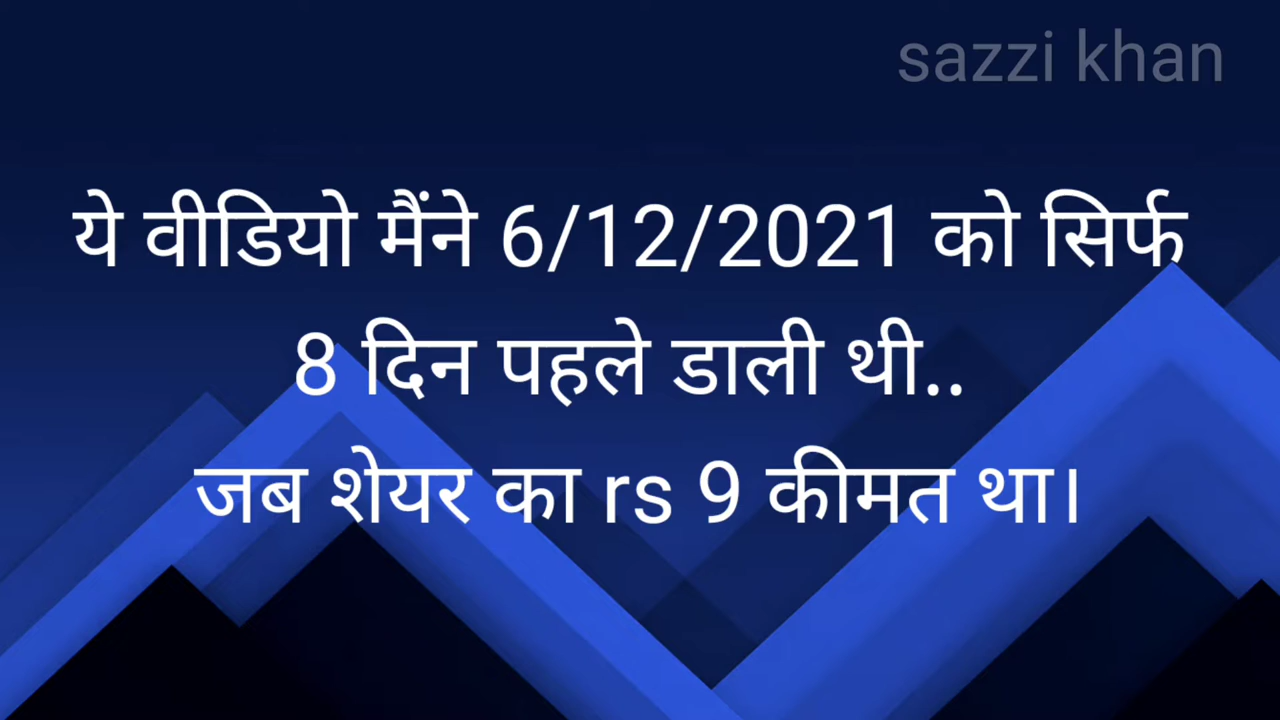 sazzi khan
ये वीडियो मैंने 6/12/2021 को सिर्फ
8 दिन पहले डाली थी..
जब शेयर का rs 9 कीमत था।